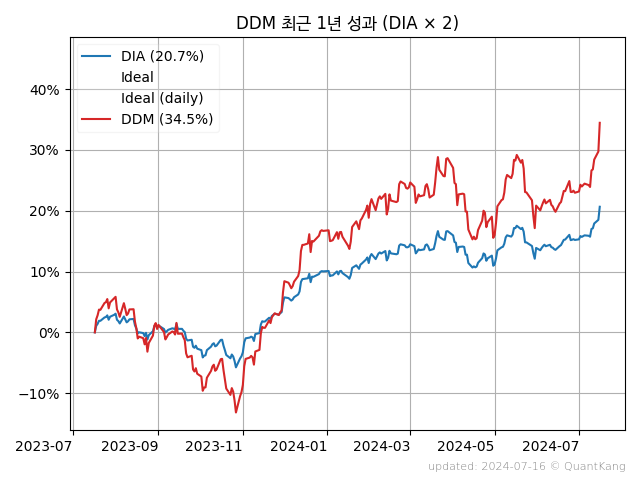 DDM 최근 1년 성과 (DIA × 2)
DIA (20.7%)
Ideal
Ideal (daily)
DDM (34.5%)
40%
30%
20%
10%
0%
−10%
2023-07 2023-09 2023-11 2024-01 2024-03 2024-05 2024-07
updated: 2024-07-16 © QuantKang